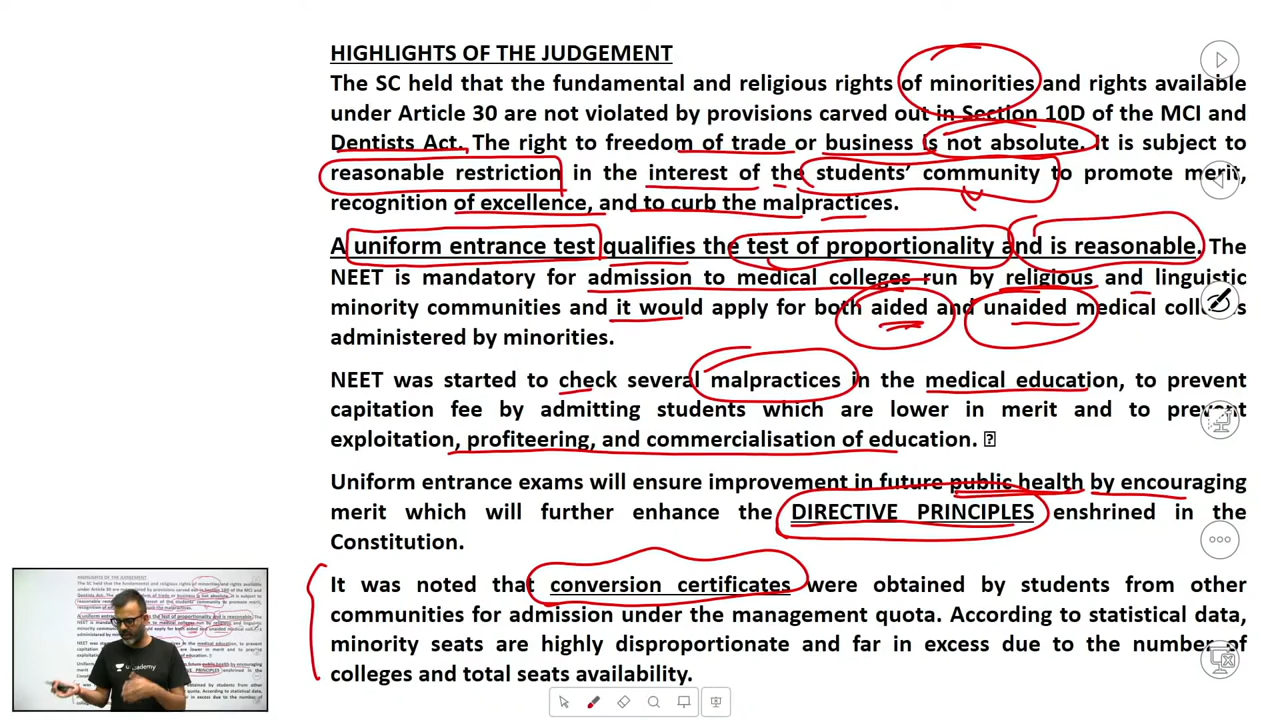 HIGHLIGHTS OF THE JUDGEMENT
The SC held that the fundamental and religious rights of minorities and rights available
under Article 30 are not violated by provisions carved out in Section 10D of the MCI and
Dentists Act. The right to freedom of trade or business is not absolute. It is subject to
reasonable restriction in the interest of the students’ community to promote merit,
recognition of excellence, and to curb the malpractices.
A uniform entrance test qualifies the test of proportionality and is reasonable. The
NEET is mandatory for admission to medical colleges run by religious and linguistic
minority communities and it would apply for both aided and unaided medical colleges
administered by minorities.
NEET was started to check several malpractices in the medical education, to prevent
capitation fee by admitting students which are lower in merit and to prevent
exploitation, profiteering, and commercialisation of education.
Uniform entrance exams will ensure improvement in future public health by encouraging
merit which will further enhance the DIRECTIVE PRINCIPLES enshrined in the
Constitution.
It was noted that conversion certificates were obtained by students from other
communities for admission under the management quota. According to statistical data,
minority seats are highly disproportionate and far in excess due to the number of
colleges and total seats availability.